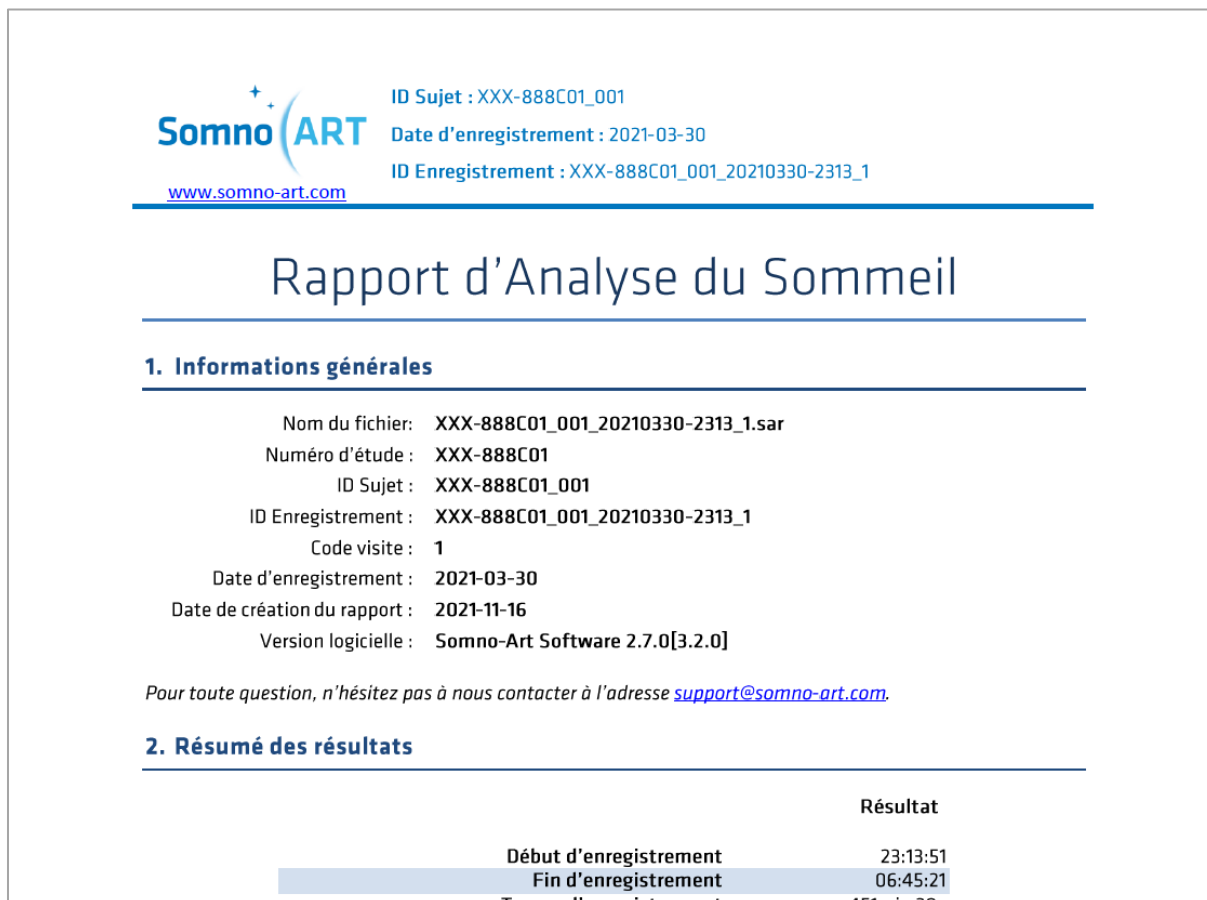 Somno ART
www.somno-art.com
ID Sujet : XXX-888C01_001
Date d'enregistrement : 2021-03-30
ID Enregistrement : XXX-888C01_001_20210330-2313_1
Rapport d'Analyse du Sommeil
1. Informations générales
Nom du fichier: XXX-888C01_001_20210330-2313_1.sar
Numéro d'étude : XXX-888C01
ID Sujet : XXX-888C01_001
ID Enregistrement : XXX-888C01_001_20210330-2313_1
Code visite : 1
Date d'enregistrement : 2021-03-30
Date de création du rapport : 2021-11-16
Version logicielle : Somno-Art Software 2.7.0[3.2.0]
Pour toute question, n'hésitez pas à nous contacter à l'adresse support@somno-art.com.
2. Résumé des résultats
Résultat
Début d'enregistrement 23:13:51
Fin d'enregistrement 06:45:21